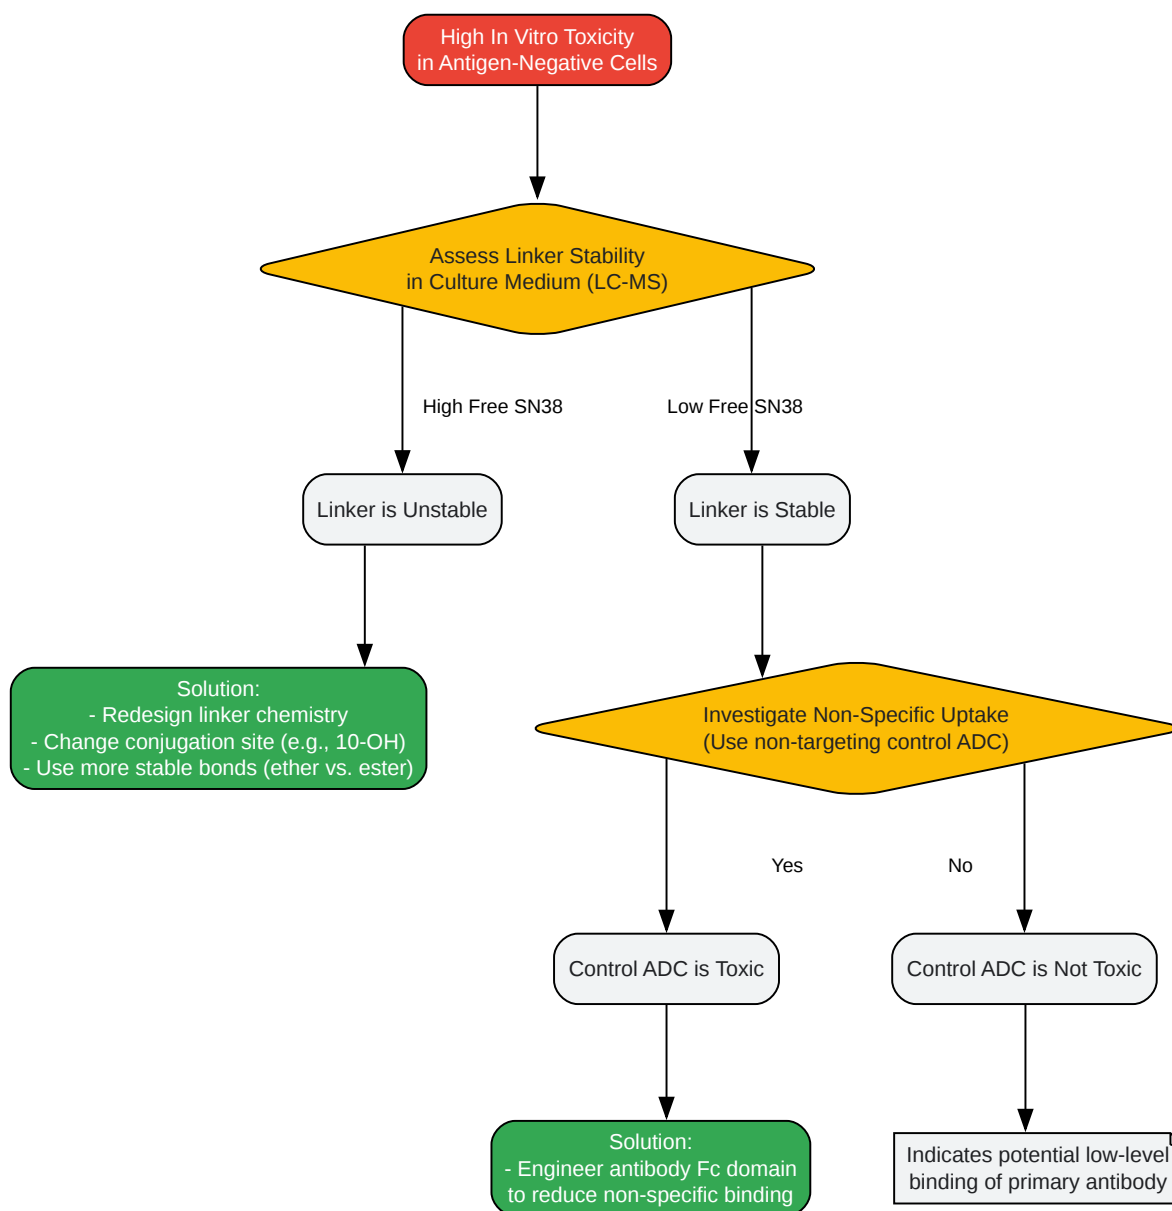 High In Vitro Toxicity
in Antigen-Negative Cells
Assess Linker Stability
in Culture Medium (LC-MS)
High Free SN38
Low Free SN38
Linker is Unstable
Linker is Stable
Solution:
- Redesign linker chemistry
- Change conjugation site (e.g., 10-OH)
- Use more stable bonds (ether vs. ester)
Investigate Non-Specific Uptake
(Use non-targeting control ADC)
Yes
No
Control ADC is Toxic
Control ADC is Not Toxic
Solution:
- Engineer antibody Fc domain
to reduce non-specific binding
Indicates potential low-level
binding of primary antibody